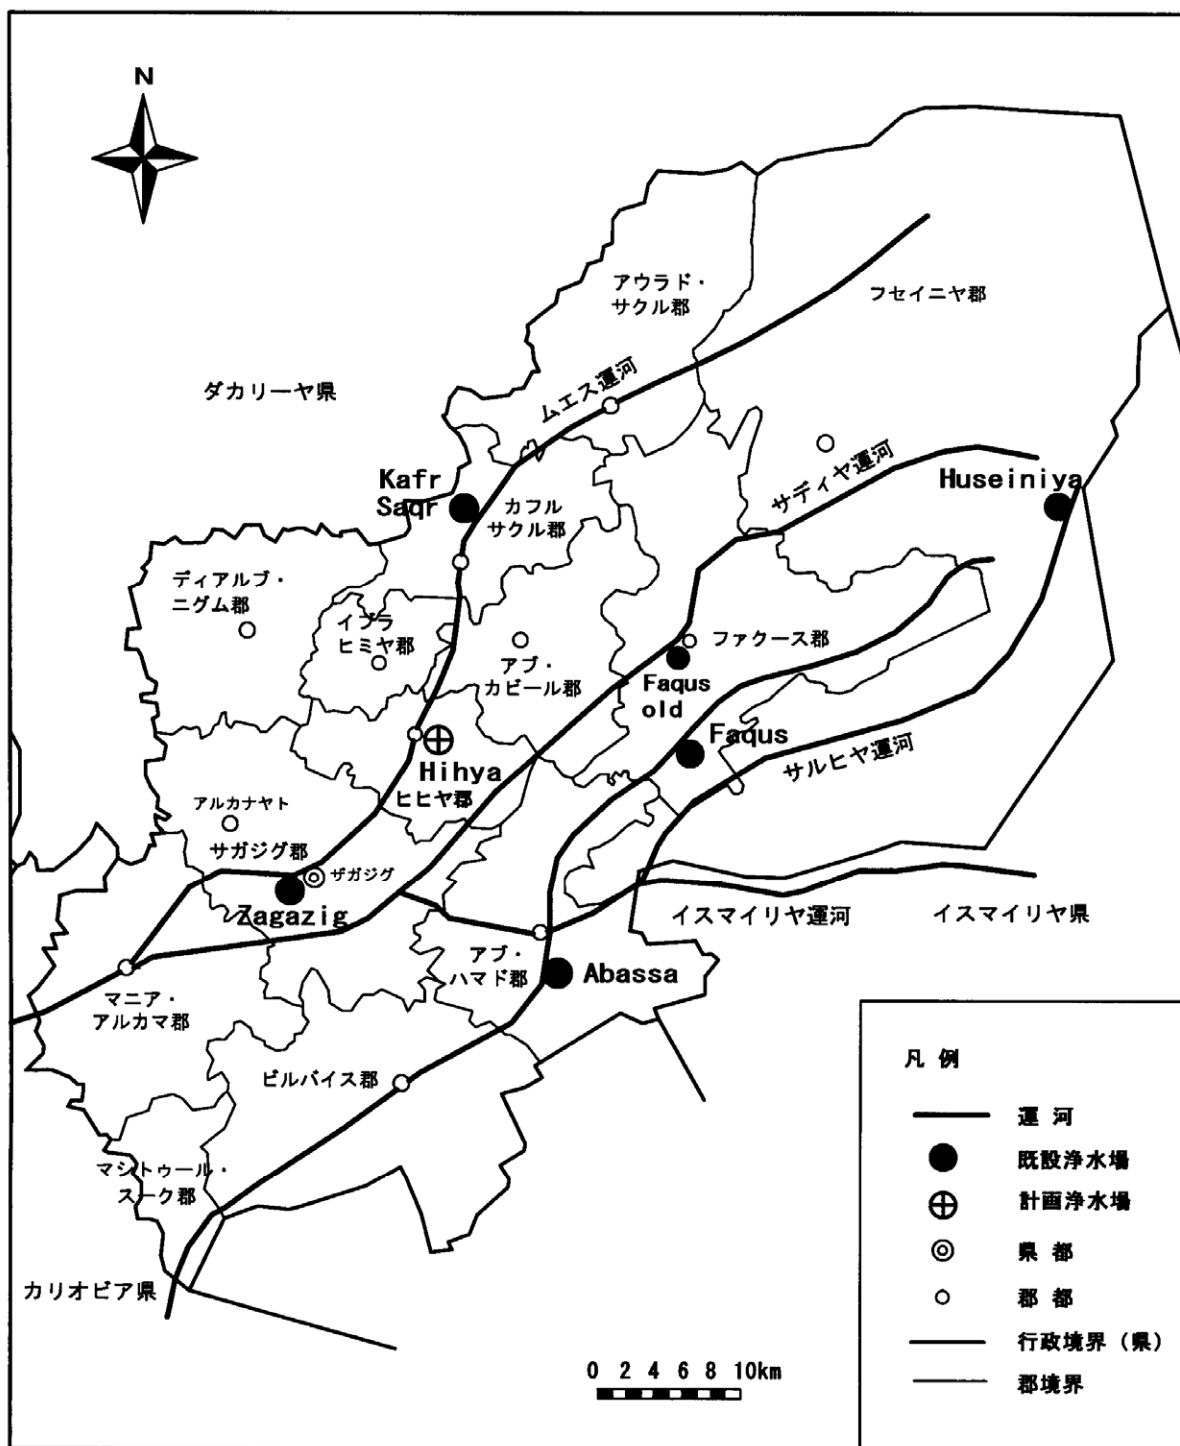 N
アウラド・
サクル郡
フセイニヤ郡
ダカリーヤ県
ムエス運河
サディヤ運河
Kafr
Saqr
カフル
サクル郡
Huseiniya
ディアルブ・
ニグム郡
イブラ
ヒミヤ郡
アブ・
カビール郡
ファクース郡
Faqus
old
Faqus
サルヒヤ運河
Hihya
ヒヒヤ郡
アルカナヤト
サガジグ郡
ザガジグ
Zagazig
イスマイリヤ運河
イスマイリヤ県
アブ・
ハマド郡
Abassa
マニア・
アルカマ郡
ビルバイス郡
マシトゥール・
スーク郡
カリオビア県
0 2 4 6 8 10km
凡 例
運 河
既設浄水場
計画浄水場
県 都
郡 都
行政境界（県）
郡境界